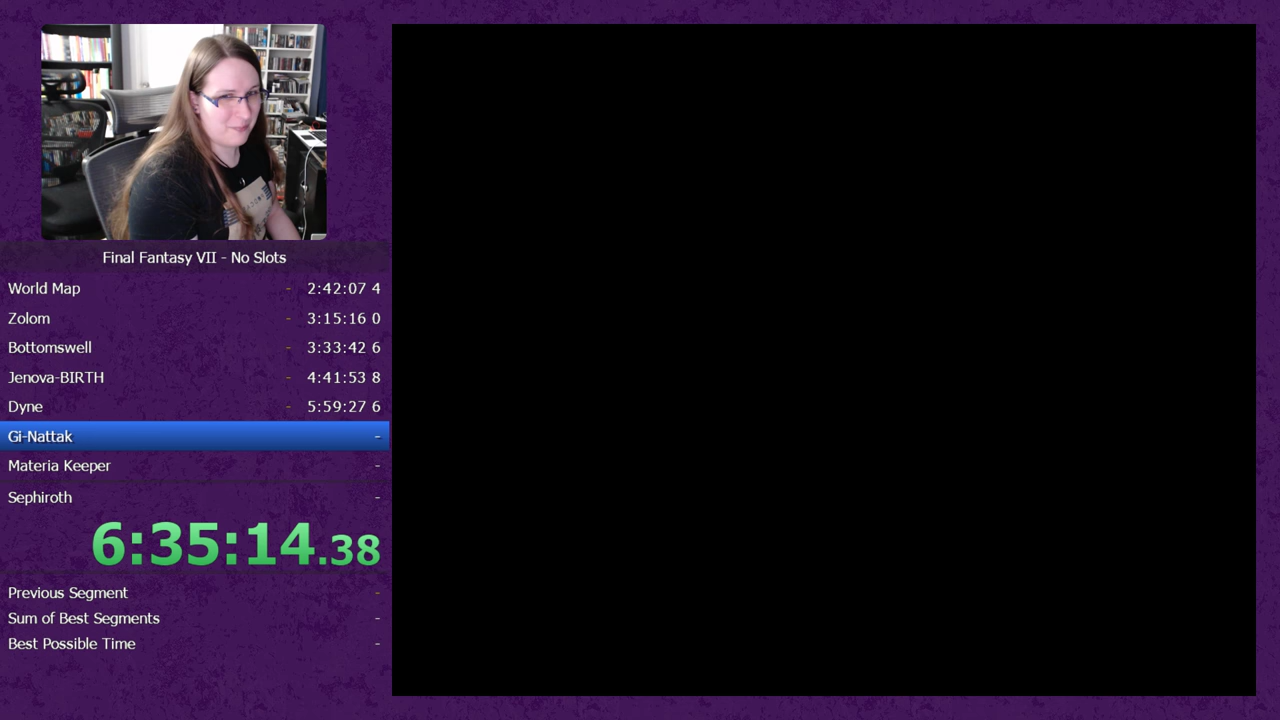 Final Fantasy VII - No Slots
World Map - 2:42:07 4
Zolom - 3:15:16 0
Bottomswell - 3:33:42 6
Jenova-BIRTH - 4:41:53 8
Dyne - 5:59:27 6
Gi-Nattak -
Materia Keeper -
Sephiroth -
6:35:14.38
Previous Segment -
Sum of Best Segments -
Best Possible Time -